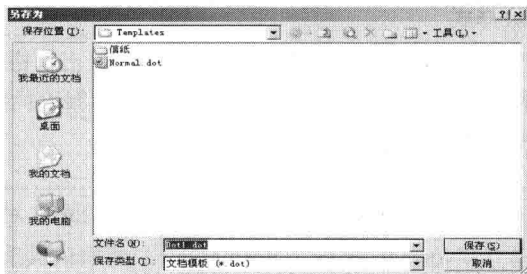 另存为
保存位置(I): Templates 工具(L)
信纸
Normal.dot
我最近的文档
桌面
我的文档
我的电脑
文件名(N): Dot1.dot
保存类型(T): 文档模板 (*.dot)
保存(S)
取消